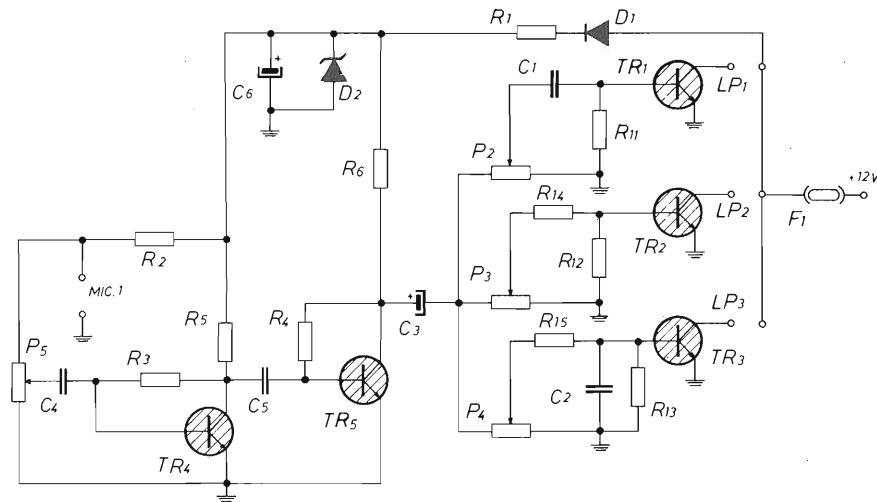 R1
D1
C6
D2
C1
TR1
LP1
R11
R6
P2
R14
LP2
+12V
F1
TR2
R2
P3
R12
MIC.1
R5
R4
C3
R15
LP3
P5
R3
TR3
C4
C5
TR5
P4
C2
R13
TR4